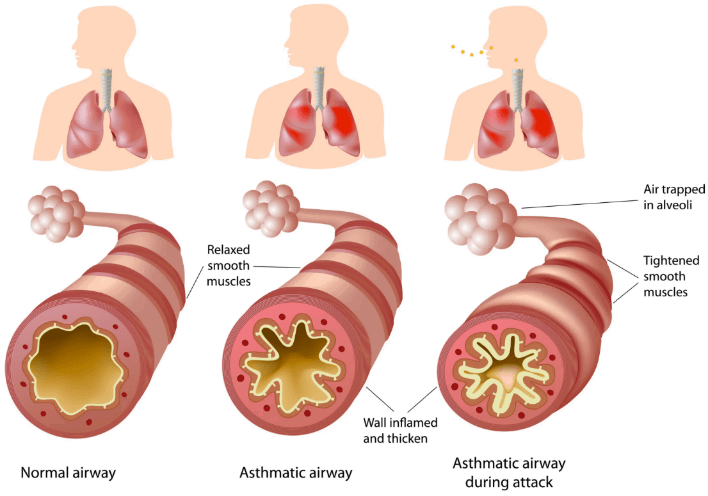 Air trapped
in alveoli
Relaxed
smooth
muscles
Tightened
smooth
muscles
Wall inflamed
and thicken
Normal airway
Asthmatic airway
Asthmatic airway
during attack